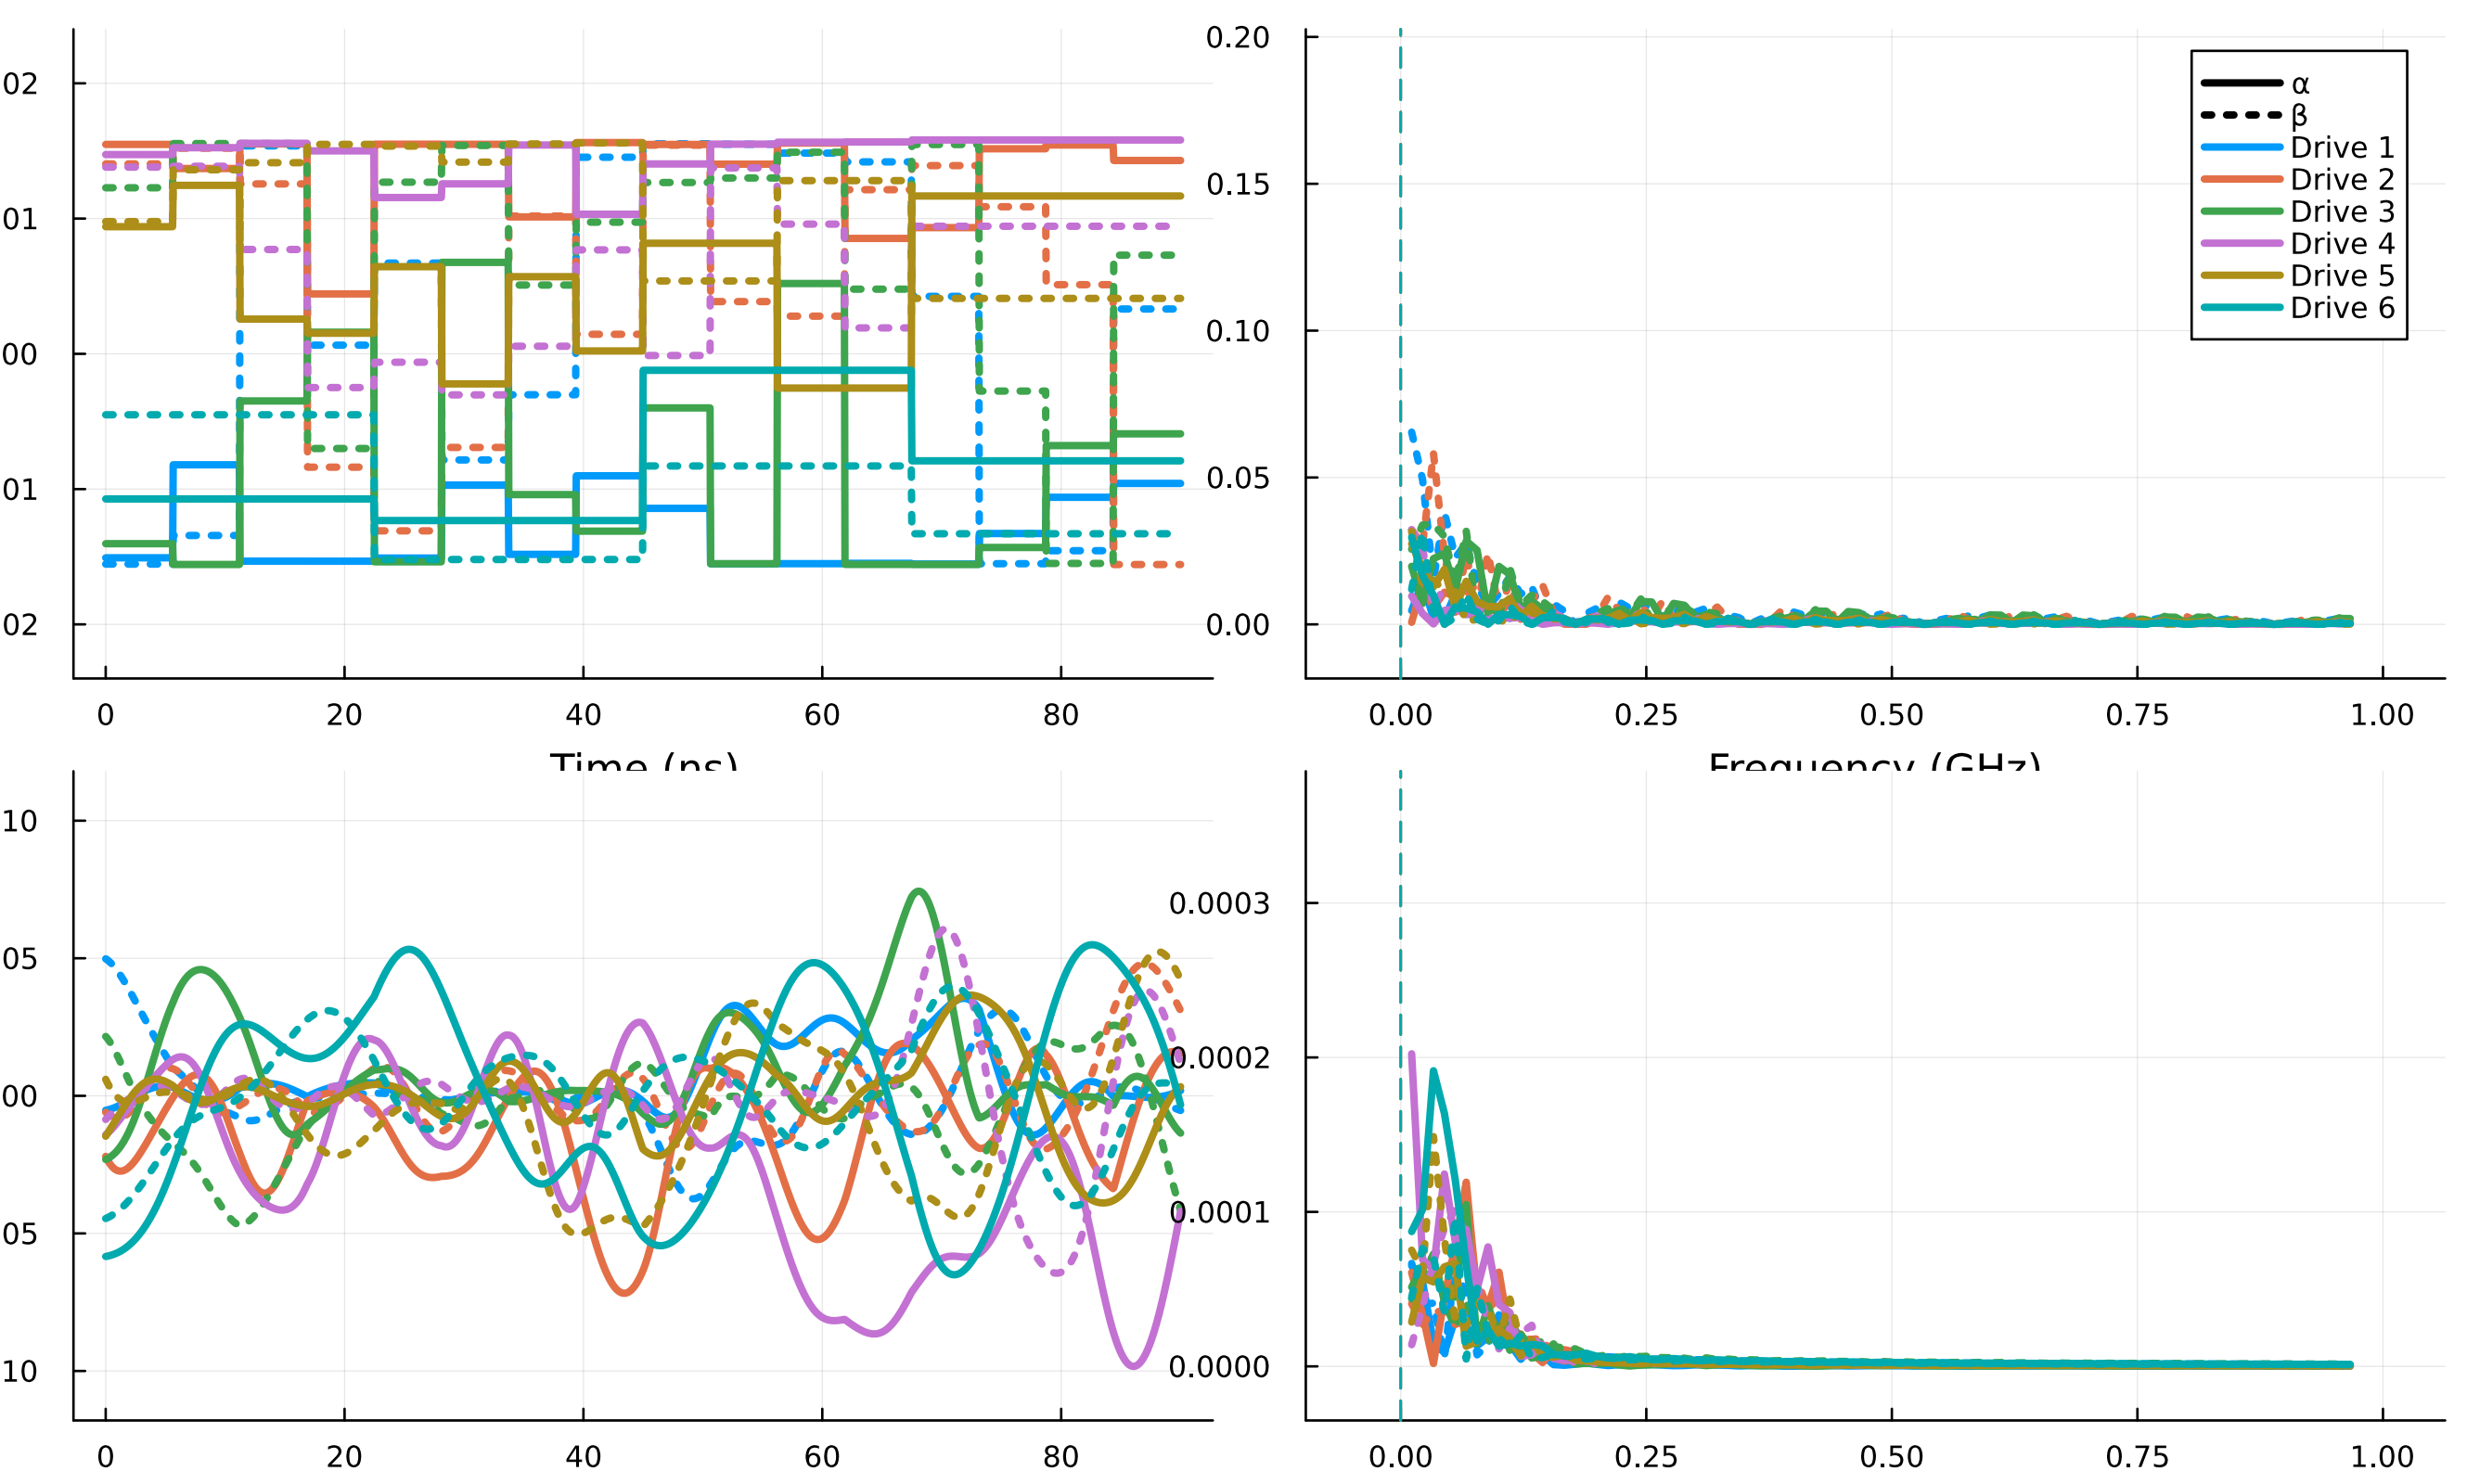 02
01
00
01
02
0 20 40 60 80
Time (ns)
0.20
0.15
0.10
0.05
0.00
0.00 0.25 0.50 0.75 1.00
Frequency (GHz)
α
β
Drive 1
Drive 2
Drive 3
Drive 4
Drive 5
Drive 6
10
05
00
05
10
0 20 40 60 80
0.0003
0.0002
0.0001
0.0000
0.00 0.25 0.50 0.75 1.00